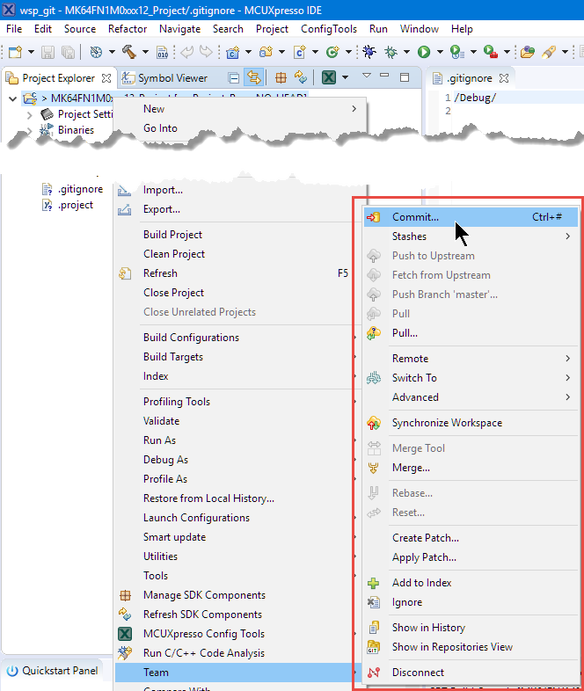 wsp_git - MK64FN1M0xxx12_Project/.gitignore - MCUXpresso IDE
File Edit Source Refactor Navigate Search Project ConfigTools Run FreeRTOS Window Help
Project Explorer Symbol Viewer .gitignore
> MK64FN1M0
1 /Debug/
2
New
Project Setti
Go Into
Binaries
.gitignore
.project
Import...
Export...
Build Project
Clean Project
Refresh F5
Close Project
Close Unrelated Projects
Build Configurations
Build Targets
Index
Profiling Tools
Validate
Run As
Debug As
Profile As
Restore from Local History...
Launch Configurations
Smart update
Utilities
Tools
Manage SDK Components
Refresh SDK Components
MCUXpresso Config Tools
Run C/C++ Code Analysis
Team
Commit... Ctrl+#
Stashes
Push to Upstream
Fetch from Upstream
Push Branch 'master'...
Pull
Pull...
Remote
Switch To
Advanced
Synchronize Workspace
Merge Tool
Merge...
Rebase...
Reset...
Create Patch...
Apply Patch...
Add to Index
Ignore
Show in History
Show in Repositories View
Disconnect
Quickstart Panel